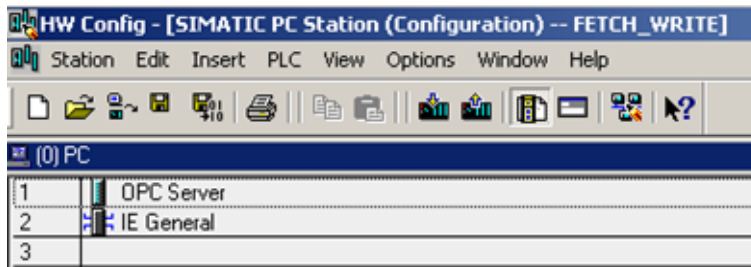 HW Config - [SIMATIC PC Station (Configuration) -- FETCH_WRITE]
Station Edit Insert PLC View Options Window Help
(0) PC
1 OPC Server
2 IE General
3